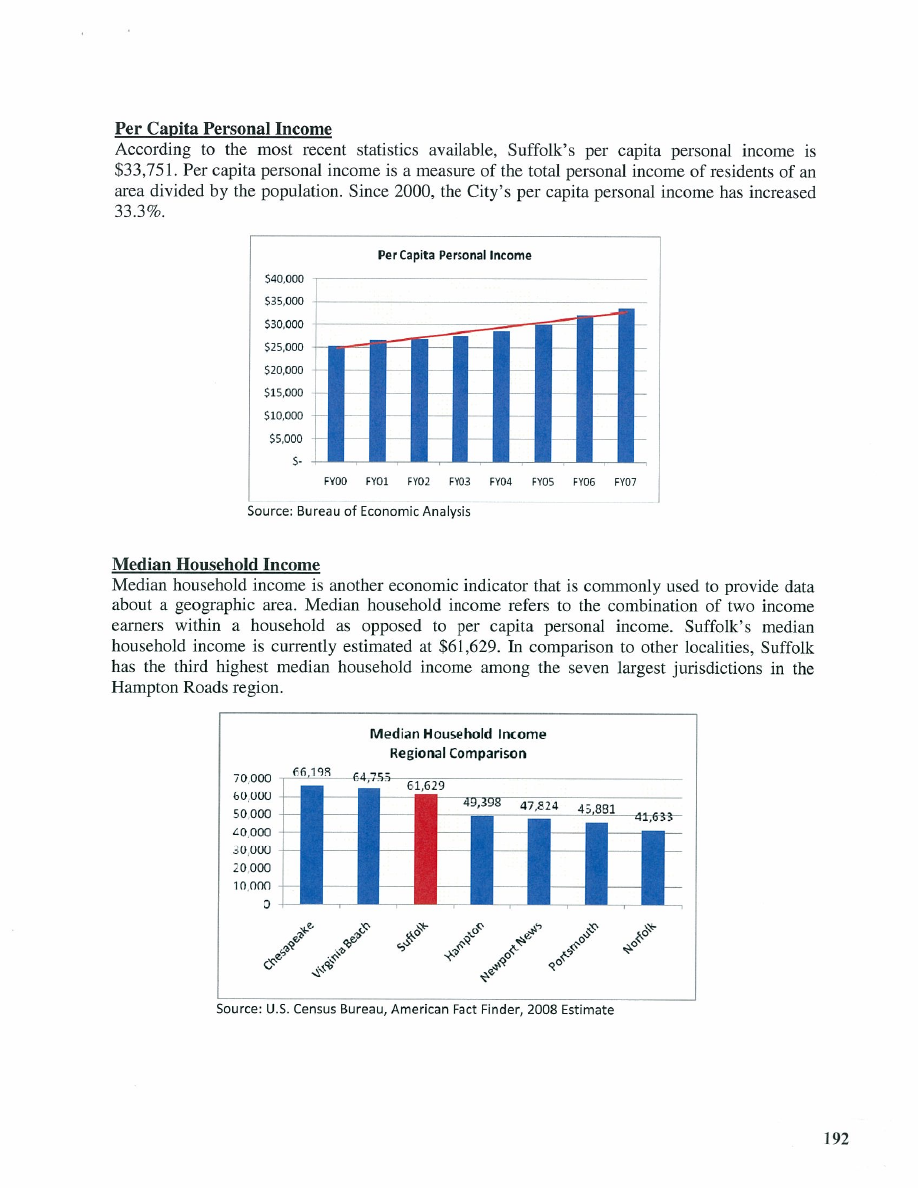 Per Capita Personal Income
According to the most recent statistics available, Suffolk's per capita personal income is
$33,751. Per capita personal income is a measure of the total personal income of residents of an
area divided by the population. Since 2000, the City's per capita personal income has increased
33.3%.
Per Capita Personal Income
$40,000
$35,000
$30,000
$25,000
$20,000
$15,000
$10,000
$5,000
$-
FY00 FY01 FY02 FY03 FY04 FY05 FY06 FY07
Source: Bureau of Economic Analysis
Median Household Income
Median household income is another economic indicator that is commonly used to provide data
about a geographic area. Median household income refers to the combination of two income
earners within a household as opposed to per capita personal income. Suffolk's median
household income is currently estimated at $61,629. In comparison to other localities, Suffolk
has the third highest median household income among the seven largest jurisdictions in the
Hampton Roads region.
Median Household Income
Regional Comparison
66,198 64,755 61,629 49,398 47,824 45,881 41,633
70,000
60,000
50,000
40,000
30,000
20,000
10,000
0
Chesapeake Virginia Beach Suffolk Hampton Newport News Portsmouth Norfolk
Source: U.S. Census Bureau, American Fact Finder, 2008 Estimate
192